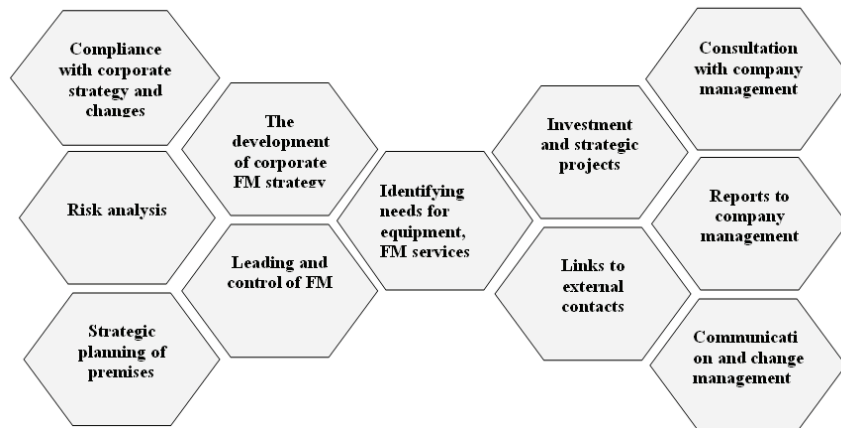 Compliance
with corporate
strategy and
changes
Risk analysis
Strategic
planning of
premises
The
development
of corporate
FM strategy
Leading and
control of FM
Identifying
needs for
equipment,
FM services
Investment
and strategic
projects
Links to
external
contacts
Consultation
with company
management
Reports to
company
management
Communicati
on and change
management